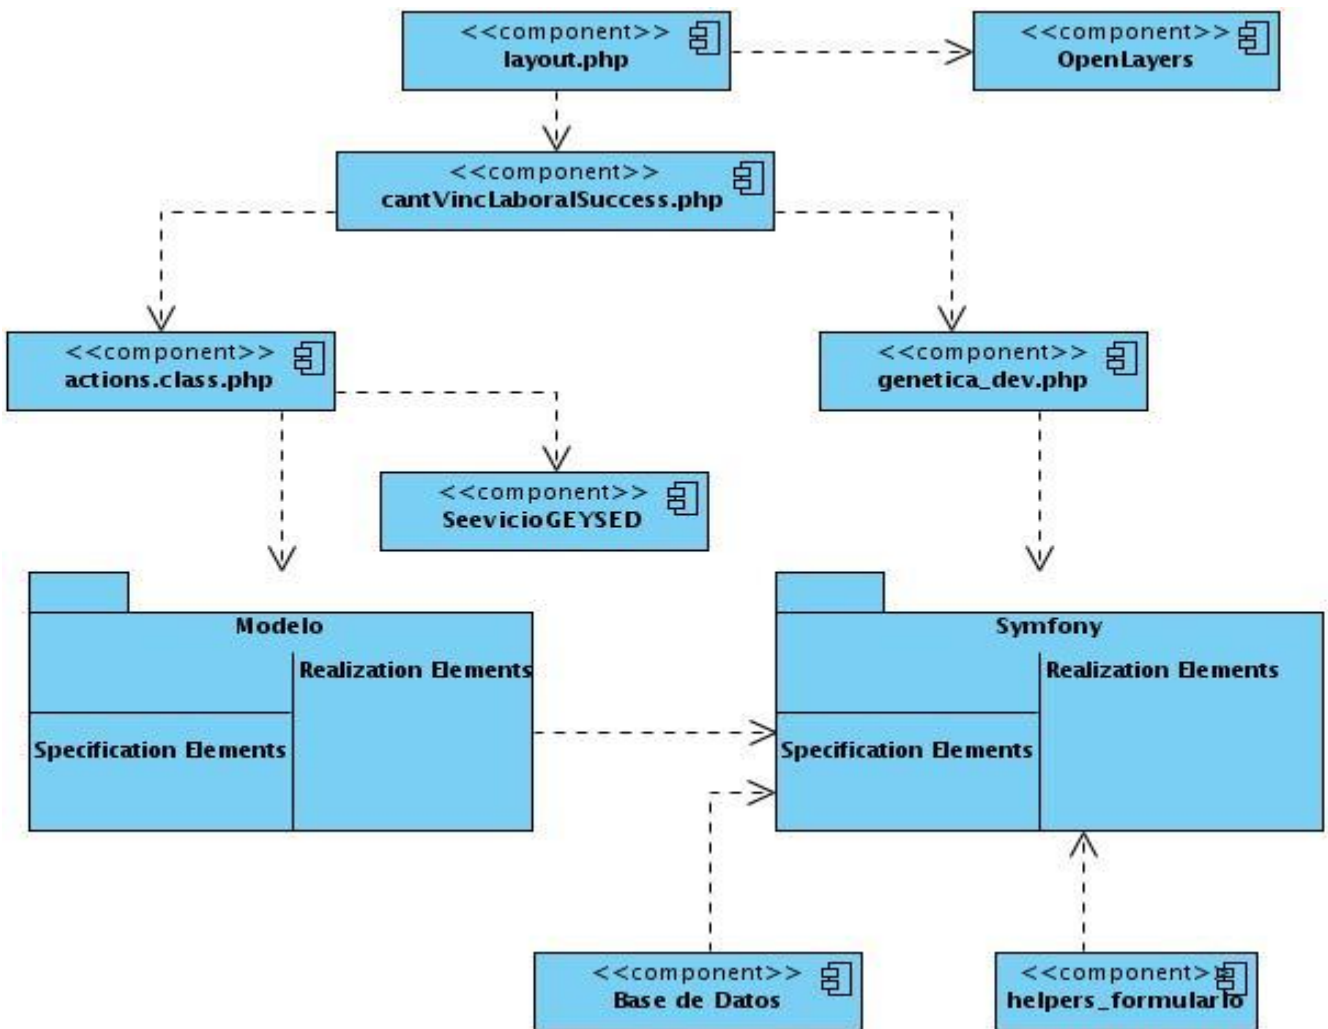 <<component>>
layout.php
<<component>>
OpenLayers
<<component>>
cantVincLaboralSuccess.php
<<component>>
actions.class.php
<<component>>
genetica_dev.php
<<component>>
SeevicioGEYSED
Modelo
Realization Elements
Specification Elements
Symfony
Realization Elements
Specification Elements
<<component>>
Base de Datos
<<component>>
helpers_formulario